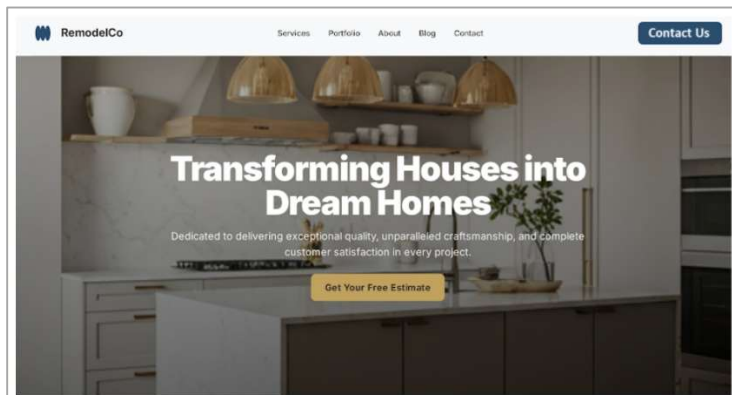 RemodelCo
Services Portfolio About Blog Contact
Contact Us
Transforming Houses into
Dream Homes
Dedicated to delivering exceptional quality, unparalleled craftsmanship, and complete
customer satisfaction in every project.
Get Your Free Estimate